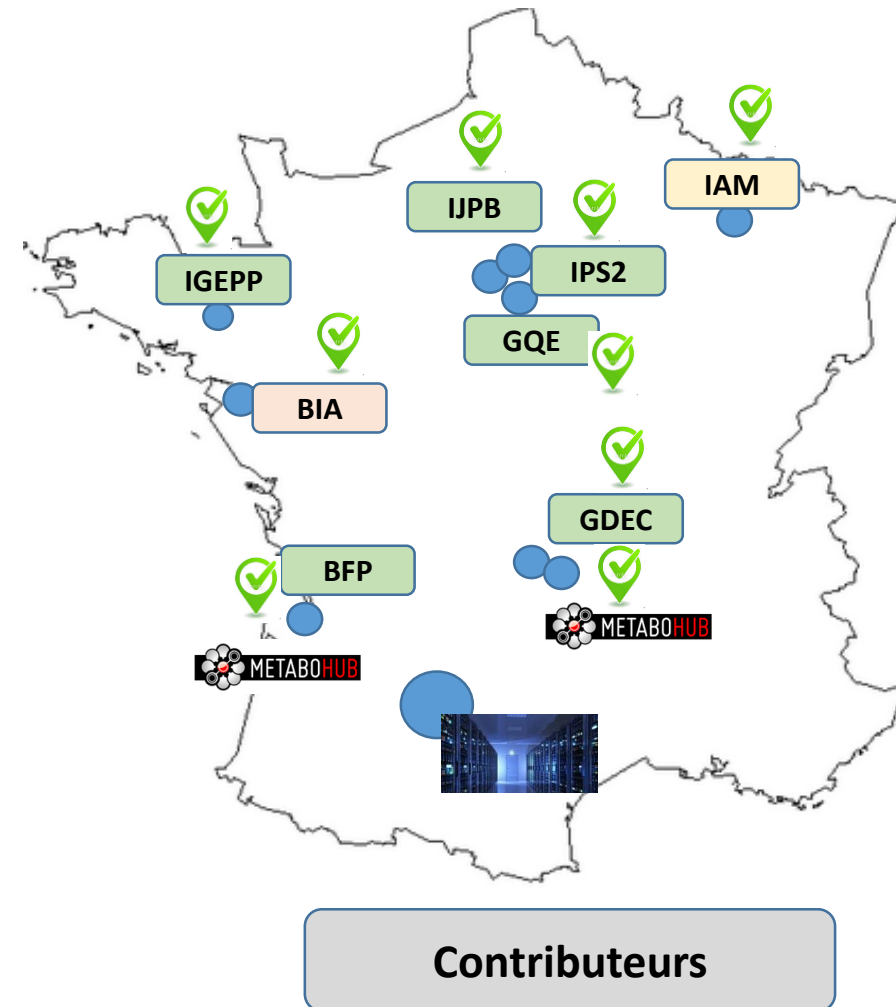 IAM
IJPB
IGEPP
IPS2
GQE
BIA
GDEC
BFP
METABOHUB
METABOHUB
Contributeurs